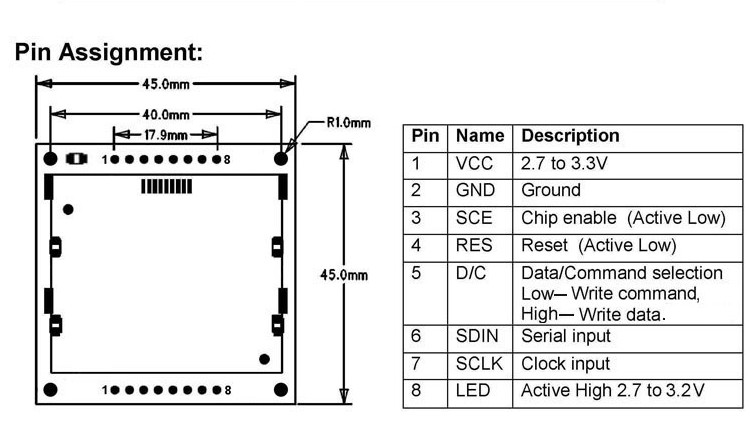 Pin Assignment:
45.0mm
40.0mm
17.9mm
R1.0mm
1 8
45.0mm
1 8
Pin Name Description
1 VCC 2.7 to 3.3V
2 GND Ground
3 SCE Chip enable (Active Low)
4 RES Reset (Active Low)
5 D/C Data/Command selection
Low— Write command,
High— Write data.
6 SDIN Serial input
7 SCLK Clock input
8 LED Active High 2.7 to 3.2V